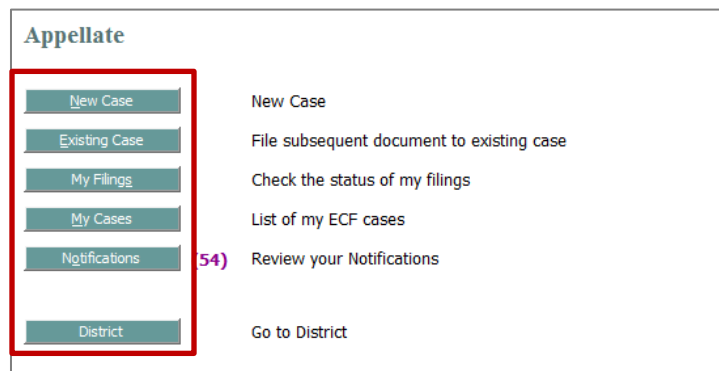 Appellate
New Case New Case
Existing Case File subsequent document to existing case
My Filings Check the status of my filings
My Cases List of my ECF cases
Notifications (54) Review your Notifications
District Go to District